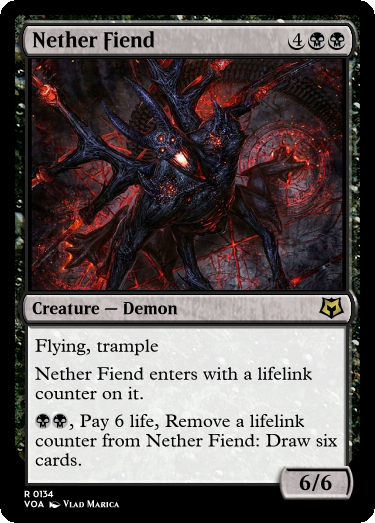 Nether Fiend 4
Creature — Demon
Flying, trample
Nether Fiend enters with a lifelink
counter on it.
, Pay 6 life, Remove a lifelink
counter from Nether Fiend: Draw six
cards.
6/6
R 0134
VOA Vlad Marica